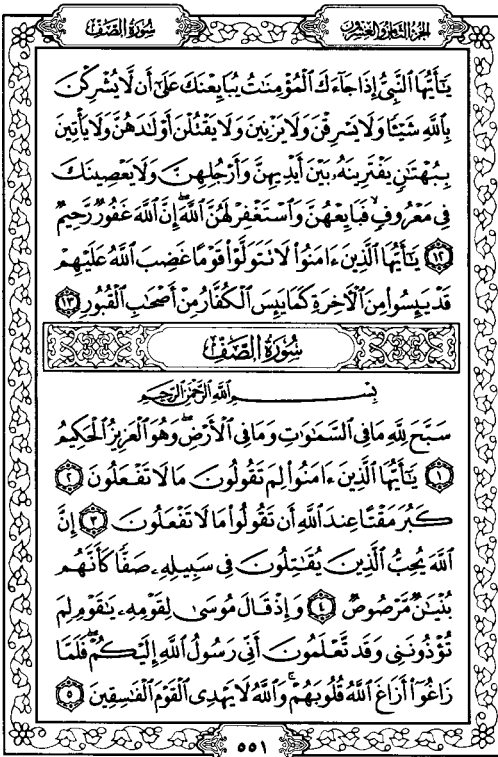 الجزء الثامن والعشرون
سورة الصف
يَٰٓأَيُّهَا ٱلنَّبِىُّ إِذَا جَآءَكَ ٱلْمُؤْمِنَٰتُ يُبَايِعْنَكَ عَلَىٰٓ أَن لَّا يُشْرِكْنَ
بِٱللَّهِ شَيْـًٔا وَلَا يَسْرِقْنَ وَلَا يَزْنِينَ وَلَا يَقْتُلْنَ أَوْلَٰدَهُنَّ وَلَا يَأْتِينَ
بِبُهْتَٰنٍ يَفْتَرِينَهُۥ بَيْنَ أَيْدِيهِنَّ وَأَرْجُلِهِنَّ وَلَا يَعْصِينَكَ
فِى مَعْرُوفٍ ۙ فَبَايِعْهُنَّ وَٱسْتَغْفِرْ لَهُنَّ ٱللَّهَ ۖ إِنَّ ٱللَّهَ غَفُورٌ رَّحِيمٌ
١٢ يَٰٓأَيُّهَا ٱلَّذِينَ ءَامَنُوا۟ لَا تَتَوَلَّوْا۟ قَوْمًا غَضِبَ ٱللَّهُ عَلَيْهِمْ
قَدْ يَئِسُوا۟ مِنَ ٱلْءَاخِرَةِ كَمَا يَئِسَ ٱلْكُفَّارُ مِنْ أَصْحَٰبِ ٱلْقُبُورِ ١٣
سُورَةُ الصَّفِّ
بِسْمِ ٱللَّهِ ٱلرَّحْمَٰنِ ٱلرَّحِيمِ
سَبَّحَ لِلَّهِ مَا فِى ٱلسَّمَٰوَٰتِ وَمَا فِى ٱلْأَرْضِ ۖ وَهُوَ ٱلْعَزِيزُ ٱلْحَكِيمُ
١ يَٰٓأَيُّهَا ٱلَّذِينَ ءَامَنُوا۟ لِمَ تَقُولُونَ مَا لَا تَفْعَلُونَ ٢
كَبُرَ مَقْتًا عِندَ ٱللَّهِ أَن تَقُولُوا۟ مَا لَا تَفْعَلُونَ ٣ إِنَّ
ٱللَّهَ يُحِبُّ ٱلَّذِينَ يُقَٰتِلُونَ فِى سَبِيلِهِۦ صَفًّا كَأَنَّهُم
بُنْيَٰنٌ مَّرْصُوصٌ ٤ وَإِذْ قَالَ مُوسَىٰ لِقَوْمِهِۦ يَٰقَوْمِ لِمَ
تُؤْذُونَنِى وَقَد تَّعْلَمُونَ أَنِّى رَسُولُ ٱللَّهِ إِلَيْكُمْ ۖ فَلَمَّا
زَاغُوٓا۟ أَزَاغَ ٱللَّهُ قُلُوبَهُمْ ۚ وَٱللَّهُ لَا يَهْدِى ٱلْقَوْمَ ٱلْفَٰسِقِينَ ٥
٥٥١